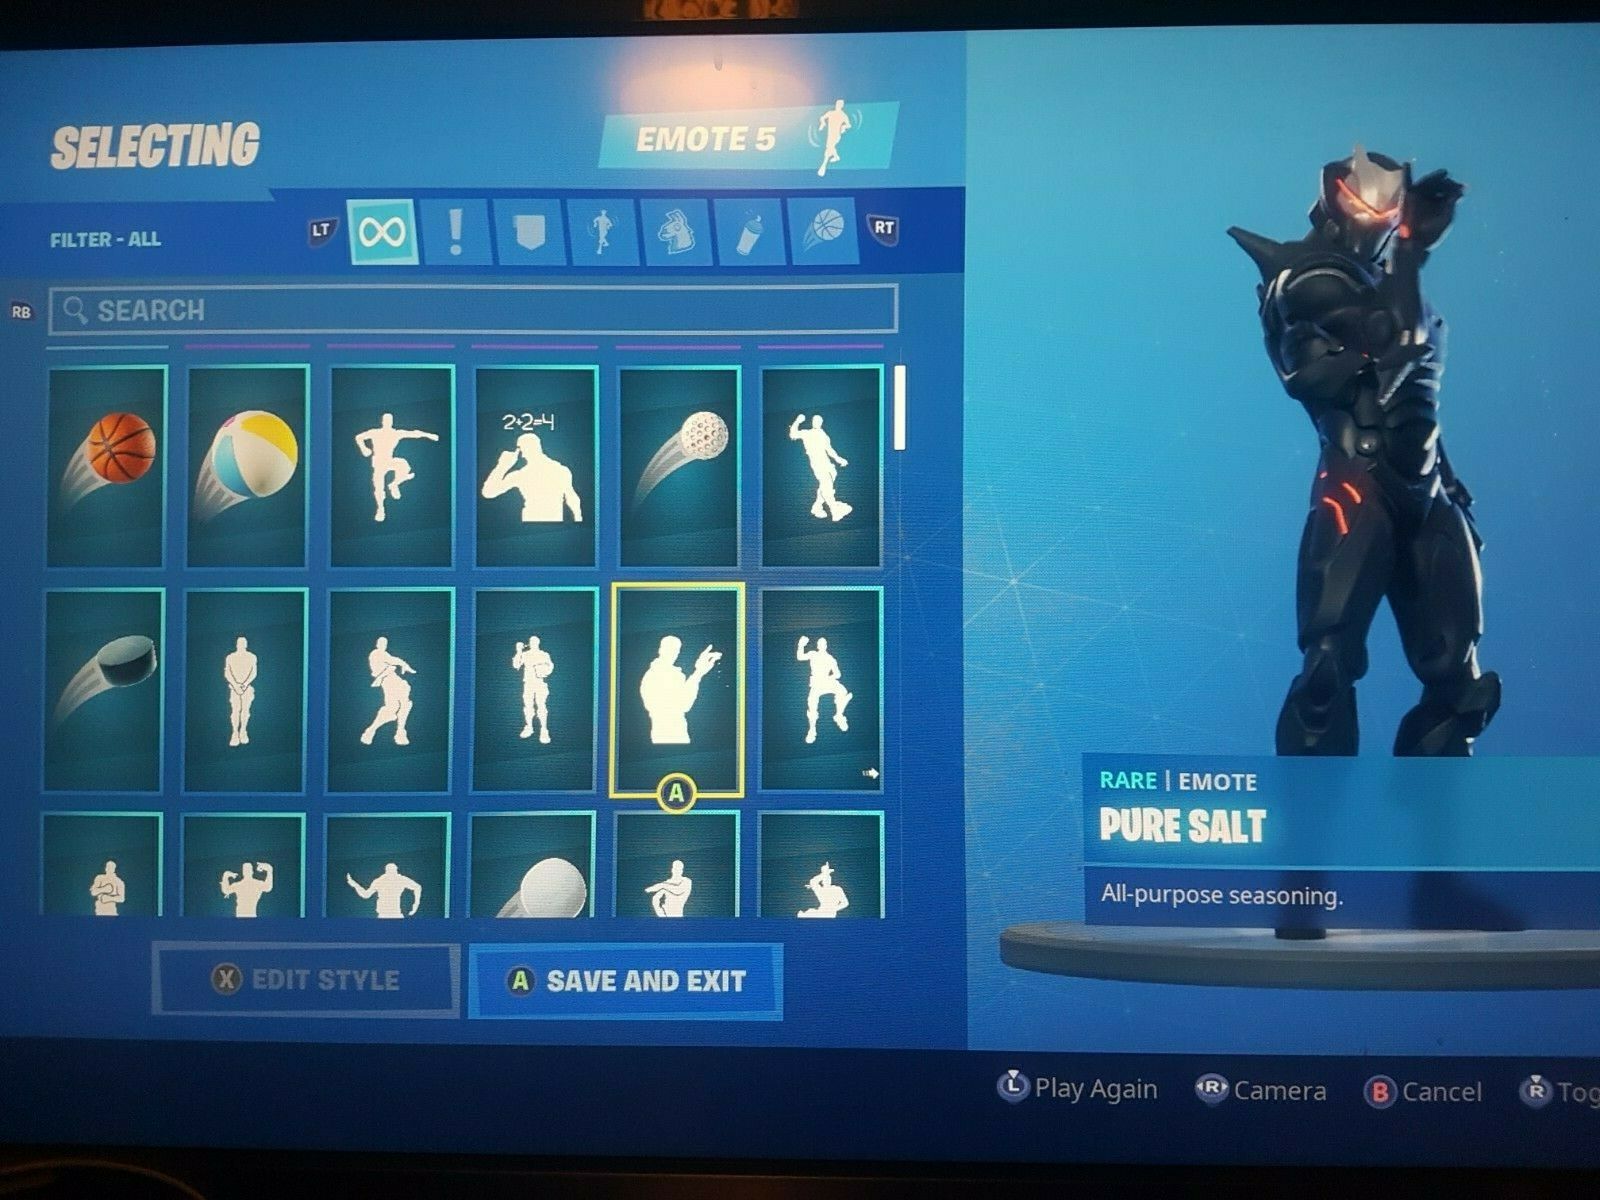 SELECTING
EMOTE 5
FILTER - ALL
LT
RT
RB
SEARCH
2+2=4
A
RARE | EMOTE
PURE SALT
All-purpose seasoning.
X EDIT STYLE
A SAVE AND EXIT
L Play Again
R Camera
B Cancel
R Tog